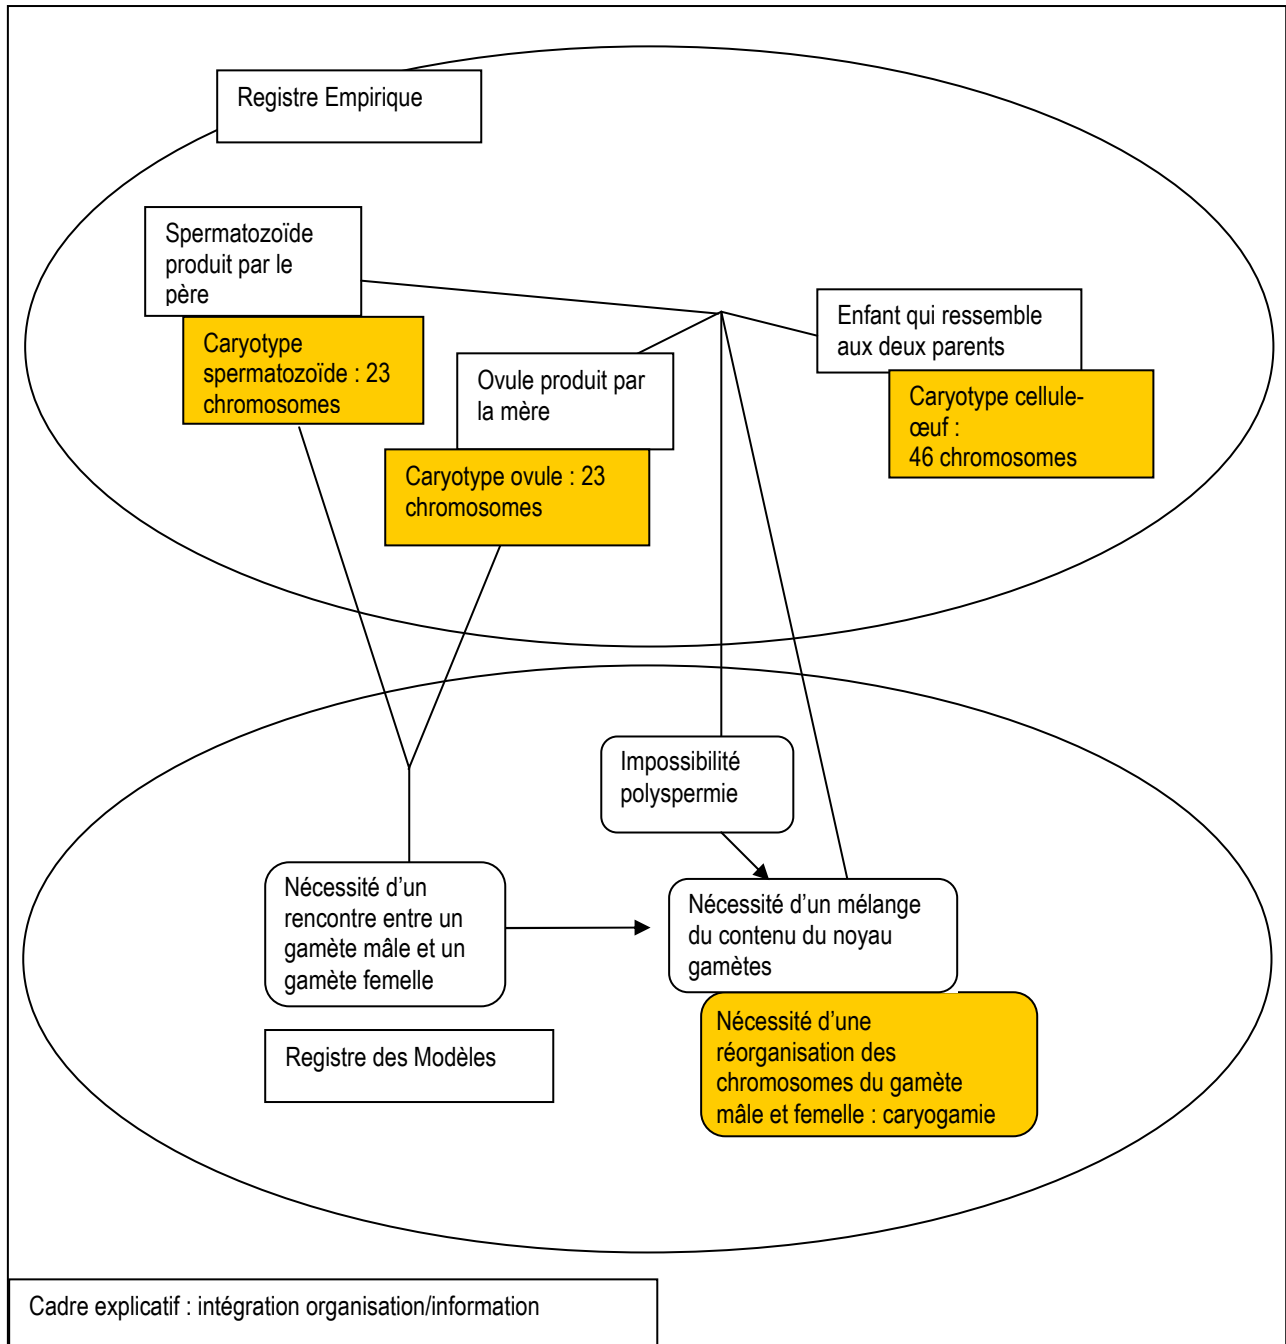 Registre Empirique
Spermatozoïde
produit par le
père
Caryotype
spermatozoïde : 23
chromosomes
Ovule produit par
la mère
Caryotype ovule : 23
chromosomes
Enfant qui ressemble
aux deux parents
Caryotype cellule-
œuf :
46 chromosomes
Impossibilité
polyspermie
Nécessité d’un
rencontre entre un
gamète mâle et un
gamète femelle
Nécessité d’un mélange
du contenu du noyau
gamètes
Nécessité d’une
réorganisation des
chromosomes du gamète
mâle et femelle : caryogamie
Registre des Modèles
Cadre explicatif : intégration organisation/information